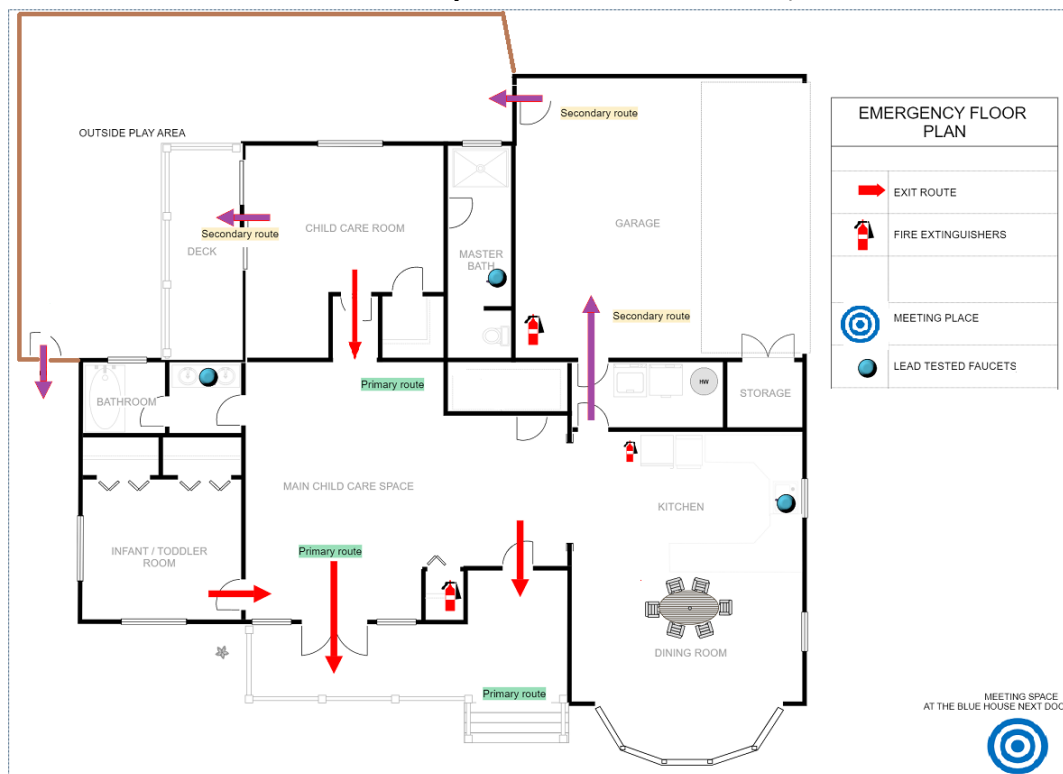 EMERGENCY FLOOR
PLAN
EXIT ROUTE
FIRE EXTINGUISHERS
MEETING PLACE
LEAD TESTED FAUCETS
OUTSIDE PLAY AREA
Secondary route
GARAGE
CHILD CARE ROOM
Secondary route
DECK
MASTER
BATH
Secondary route
Primary route
HW
STORAGE
BATHROOM
MAIN CHILD CARE SPACE
KITCHEN
INFANT / TODDLER
ROOM
Primary route
DINING ROOM
Primary route
MEETING SPACE
AT THE BLUE HOUSE NEXT DOO